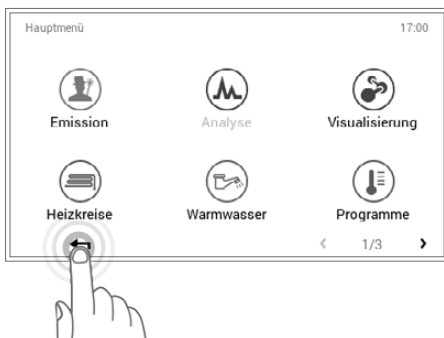 Hauptmenü 17:00
Emission Analyse Visualisierung
Heizkreise Warmwasser Programme
1/3